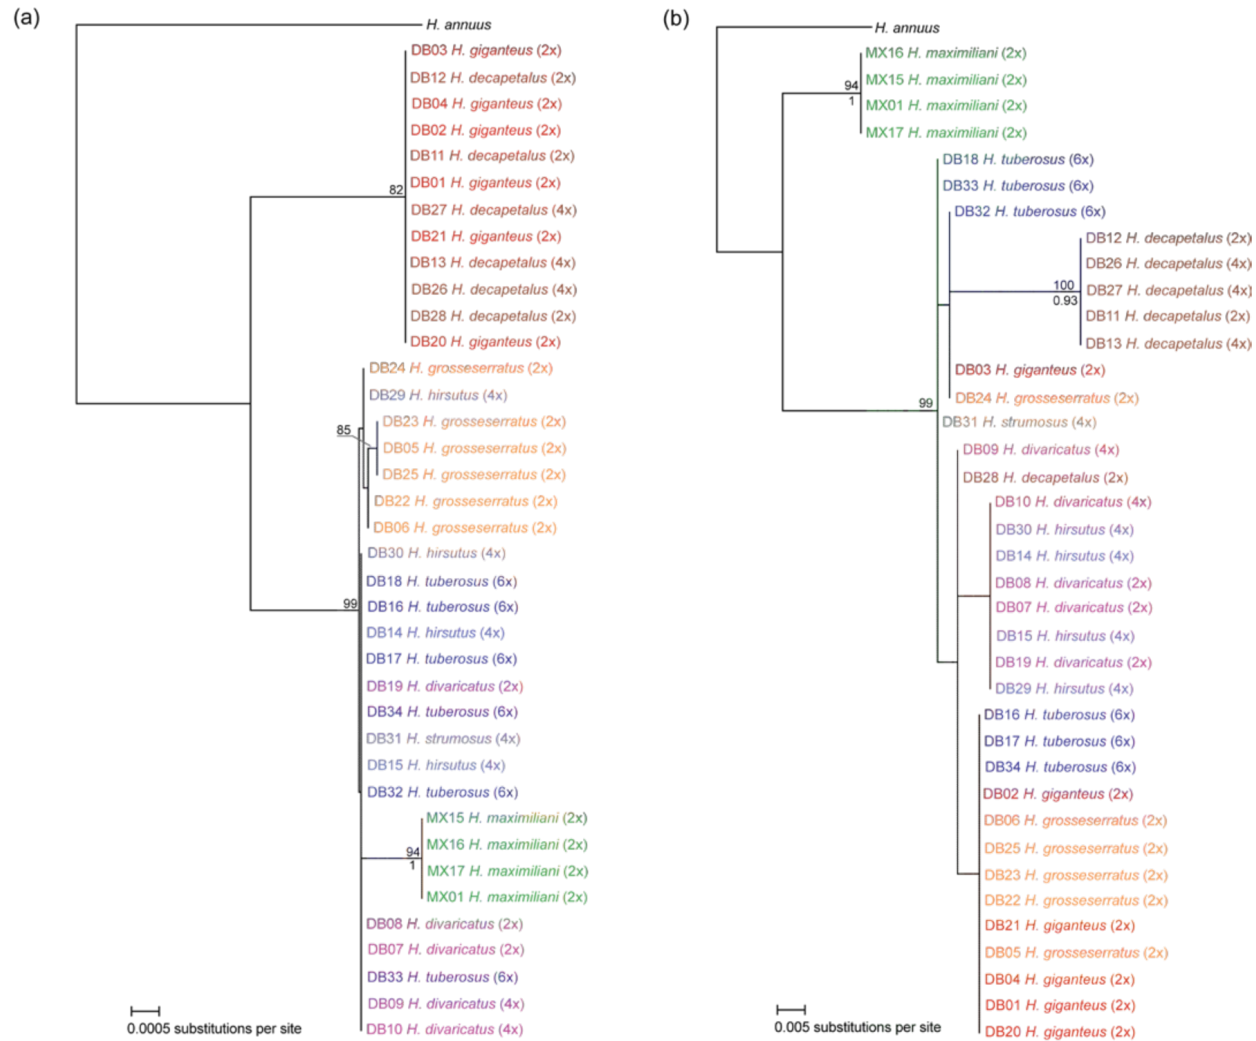 (a)
H. annuus
DB03 H. giganteus (2x)
DB12 H. decapetalus (2x)
DB04 H. giganteus (2x)
DB02 H. giganteus (2x)
DB11 H. decapetalus (2x)
DB01 H. giganteus (2x)
82
DB27 H. decapetalus (4x)
DB21 H. giganteus (2x)
DB13 H. decapetalus (4x)
DB26 H. decapetalus (4x)
DB28 H. decapetalus (2x)
DB20 H. giganteus (2x)
DB24 H. grosseserratus (2x)
DB29 H. hirsutus (4x)
DB23 H. grosseserratus (2x)
85
DB05 H. grosseserratus (2x)
DB25 H. grosseserratus (2x)
DB22 H. grosseserratus (2x)
DB06 H. grosseserratus (2x)
DB30 H. hirsutus (4x)
DB18 H. tuberosus (6x)
99
DB16 H. tuberosus (6x)
DB14 H. hirsutus (4x)
DB17 H. tuberosus (6x)
DB19 H. divaricatus (2x)
DB34 H. tuberosus (6x)
DB31 H. strumosus (4x)
DB15 H. hirsutus (4x)
DB32 H. tuberosus (6x)
MX15 H. maximiliani (2x)
MX16 H. maximiliani (2x)
94
1
MX17 H. maximiliani (2x)
MX01 H. maximiliani (2x)
DB08 H. divaricatus (2x)
DB07 H. divaricatus (2x)
DB33 H. tuberosus (6x)
DB09 H. divaricatus (4x)
DB10 H. divaricatus (4x)
0.0005 substitutions per site
(b)
H. annuus
MX16 H. maximiliani (2x)
MX15 H. maximiliani (2x)
94
1
MX01 H. maximiliani (2x)
MX17 H. maximiliani (2x)
DB18 H. tuberosus (6x)
DB33 H. tuberosus (6x)
DB32 H. tuberosus (6x)
DB12 H. decapetalus (2x)
DB26 H. decapetalus (4x)
100
0.93
DB27 H. decapetalus (4x)
DB11 H. decapetalus (2x)
DB13 H. decapetalus (4x)
DB03 H. giganteus (2x)
DB24 H. grosseserratus (2x)
99
DB31 H. strumosus (4x)
DB09 H. divaricatus (4x)
DB28 H. decapetalus (2x)
DB10 H. divaricatus (4x)
DB30 H. hirsutus (4x)
DB14 H. hirsutus (4x)
DB08 H. divaricatus (2x)
DB07 H. divaricatus (2x)
DB15 H. hirsutus (4x)
DB19 H. divaricatus (2x)
DB29 H. hirsutus (4x)
DB16 H. tuberosus (6x)
DB17 H. tuberosus (6x)
DB34 H. tuberosus (6x)
DB02 H. giganteus (2x)
DB06 H. grosseserratus (2x)
DB25 H. grosseserratus (2x)
DB23 H. grosseserratus (2x)
DB22 H. grosseserratus (2x)
DB21 H. giganteus (2x)
DB05 H. grosseserratus (2x)
DB04 H. giganteus (2x)
DB01 H. giganteus (2x)
DB20 H. giganteus (2x)
0.005 substitutions per site